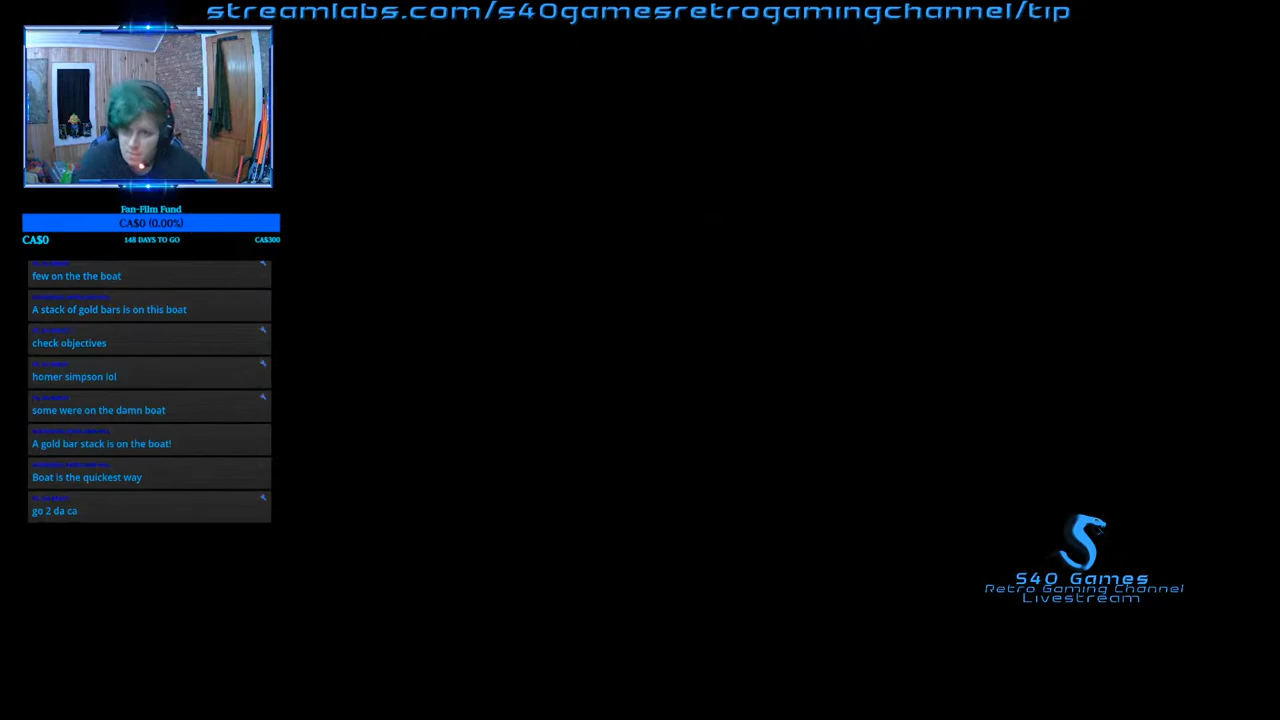 streamlabs.com/s40gamesretrogamingchannel/tip
Fan-Film Fund
CA$0 (0.00%)
CA$0 148 DAYS TO GO CA$300
few on the the boat
A stack of gold bars is on this boat
check objectives
homer simpson lol
some were on the damn boat
A gold bar stack is on the boat!
Boat is the quickest way
go 2 da ca
S40 Games
Retro Gaming Channel
Livestream